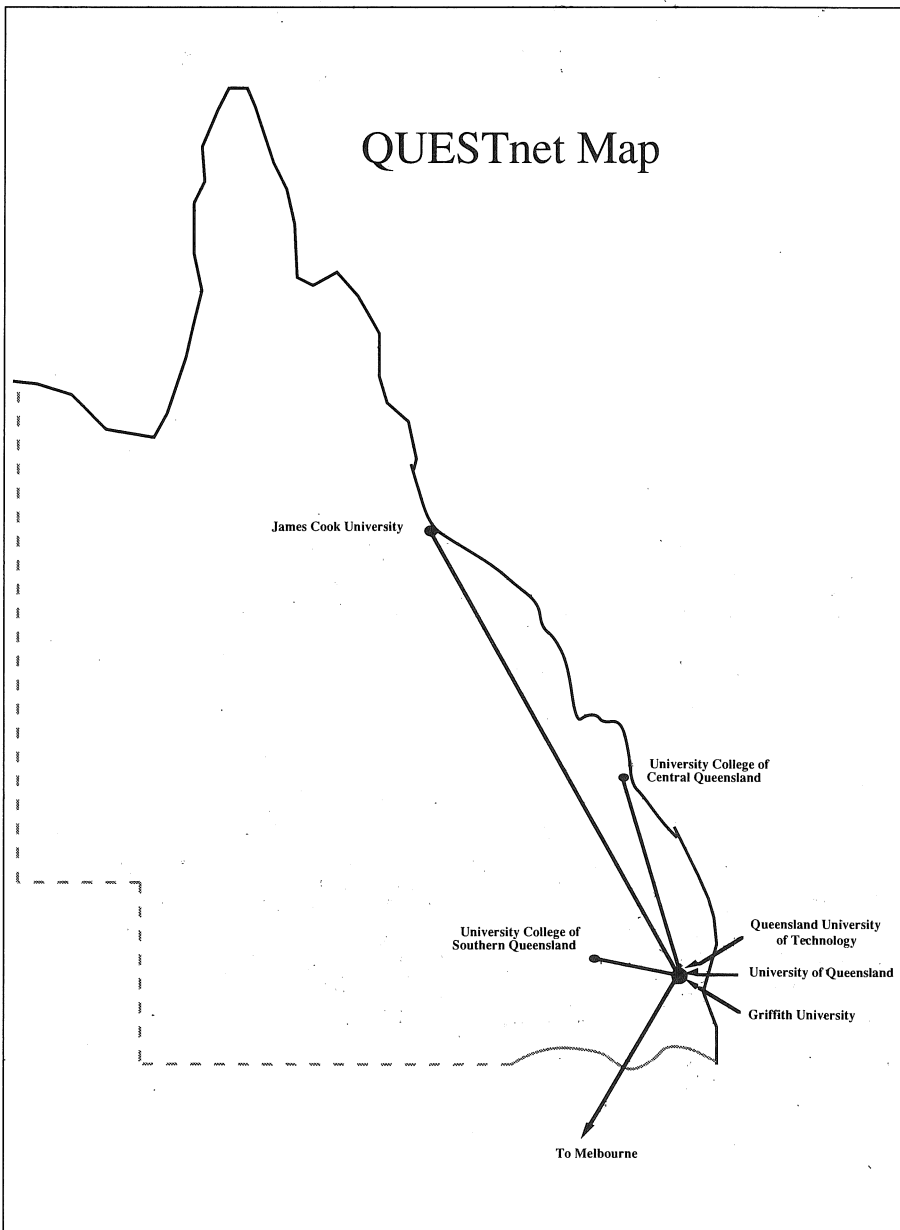 QUESTnet Map
James Cook University
University College of
Central Queensland
University College of
Southern Queensland
Queensland University
of Technology
University of Queensland
Griffith University
To Melbourne